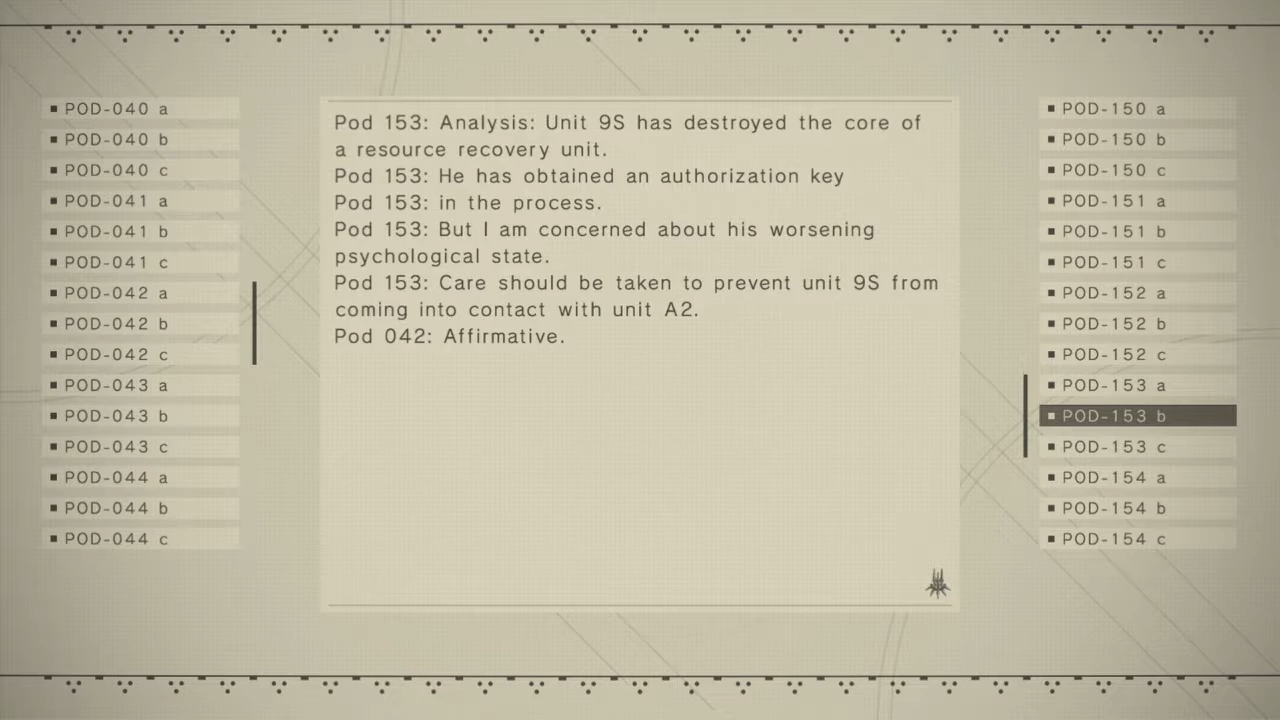 POD-040 a
POD-040 b
POD-040 c
POD-041 a
POD-041 b
POD-041 c
POD-042 a
POD-042 b
POD-042 c
POD-043 a
POD-043 b
POD-043 c
POD-044 a
POD-044 b
POD-044 c
Pod 153: Analysis: Unit 9S has destroyed the core of
a resource recovery unit.
Pod 153: He has obtained an authorization key
Pod 153: in the process.
Pod 153: But I am concerned about his worsening
psychological state.
Pod 153: Care should be taken to prevent unit 9S from
coming into contact with unit A2.
Pod 042: Affirmative.
POD-150 a
POD-150 b
POD-150 c
POD-151 a
POD-151 b
POD-151 c
POD-152 a
POD-152 b
POD-152 c
POD-153 a
POD-153 b
POD-153 c
POD-154 a
POD-154 b
POD-154 c